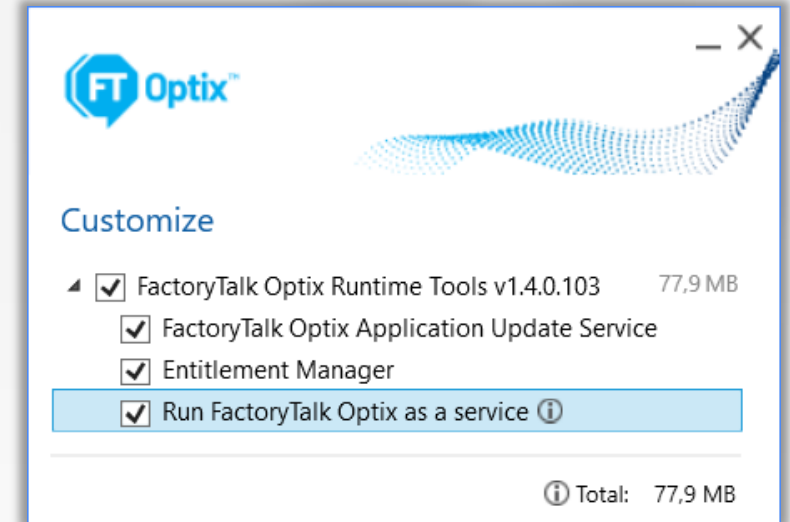 FT Optix™
Customize
FactoryTalk Optix Runtime Tools v1.4.0.103 77,9 MB
FactoryTalk Optix Application Update Service
Entitlement Manager
Run FactoryTalk Optix as a service
Total: 77,9 MB